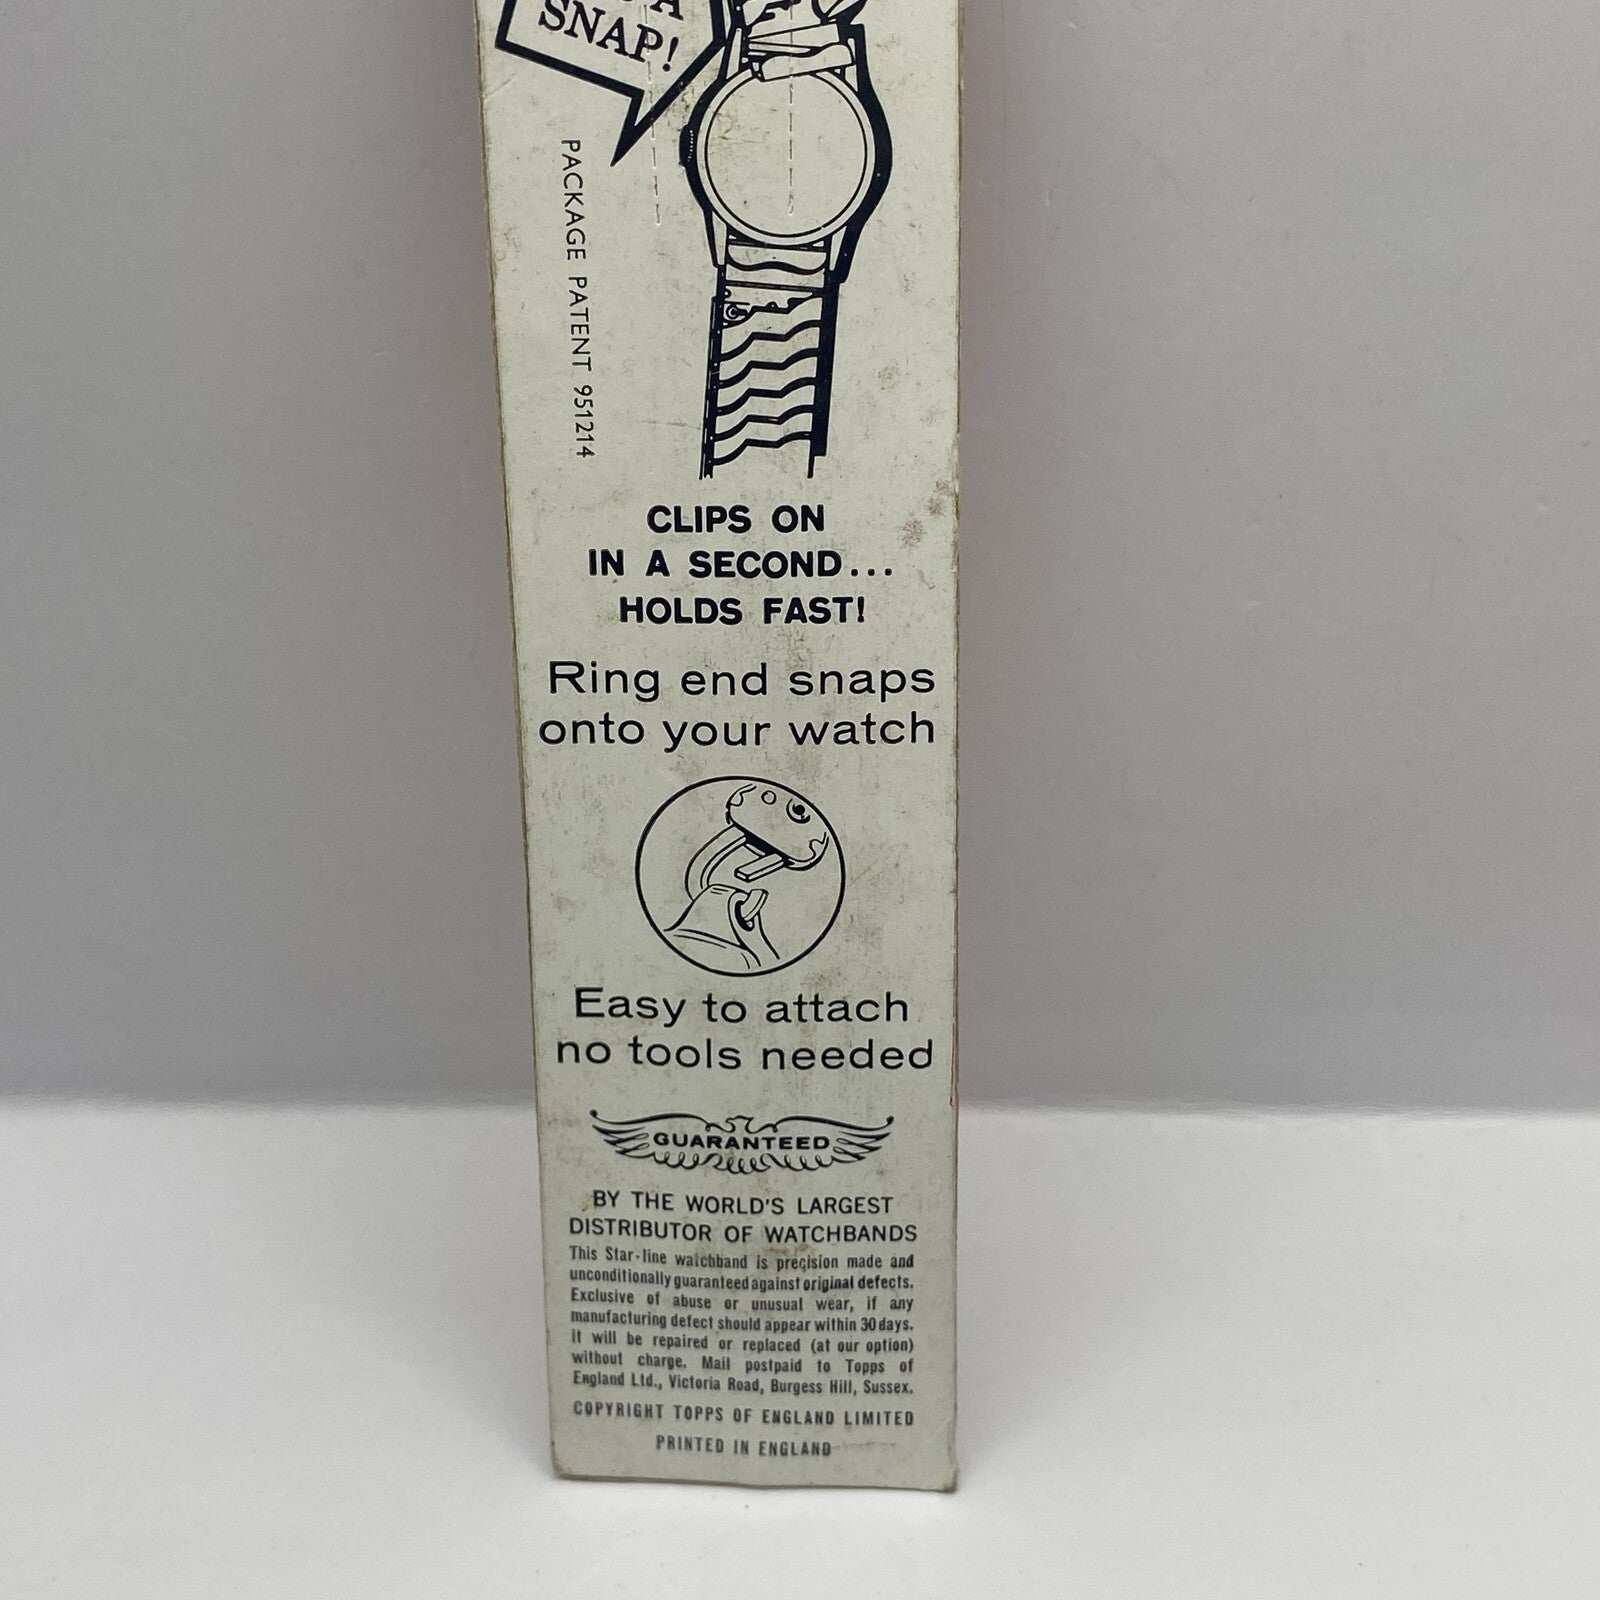 A
SNAP!
PACKAGE PATENT 951214
CLIPS ON
IN A SECOND...
HOLDS FAST!
Ring end snaps
onto your watch
Easy to attach
no tools needed
GUARANTEED
BY THE WORLD'S LARGEST
DISTRIBUTOR OF WATCHBANDS
This Star-line watchband is precision made and
unconditionally guaranteed against original defects.
Exclusive of abuse or unusual wear, if any
manufacturing defect should appear within 30 days.
it will be repaired or replaced (at our option)
without charge. Mail postpaid to Topps of
England Ltd., Victoria Road, Burgess Hill, Sussex.
COPYRIGHT TOPPS OF ENGLAND LIMITED
PRINTED IN ENGLAND